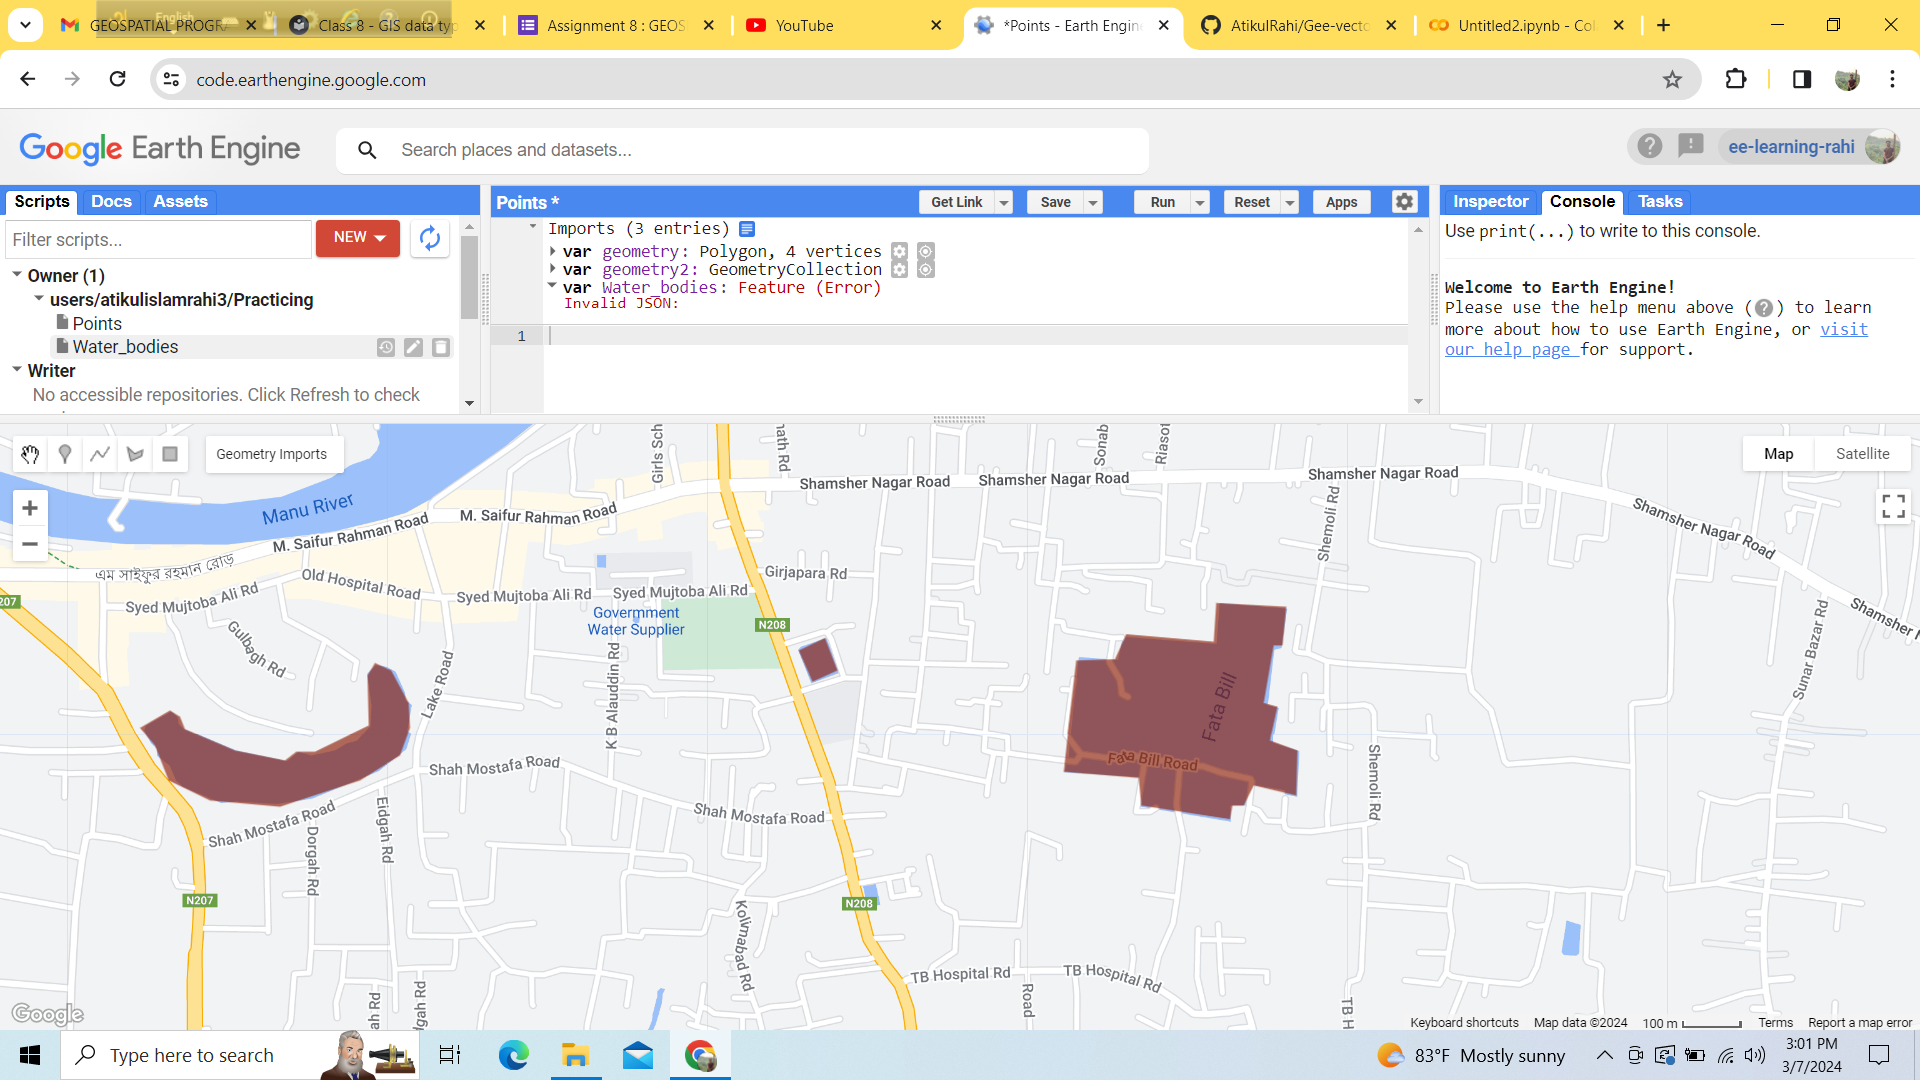 English
GEOSPATIAL PROGRA
Class 8 - GIS data typ
Assignment 8 : GEOS
YouTube
*Points - Earth Engin
AtikulRahi/Gee-vecto
Untitled2.ipynb - Col
code.earthengine.google.com
Google Earth Engine
Search places and datasets...
ee-learning-rahi
Scripts
Docs
Assets
Points *
Get Link
Save
Run
Reset
Apps
Inspector
Console
Tasks
Filter scripts...
NEW
Owner (1)
users/atikulislamrahi3/Practicing
Points
Water_bodies
Writer
No accessible repositories. Click Refresh to check
Imports (3 entries)
var geometry: Polygon, 4 vertices
var geometry2: GeometryCollection
var Water_bodies: Feature (Error)
Invalid JSON:
1
Use print(...) to write to this console.
Welcome to Earth Engine!
Please use the help menu above (?) to learn
more about how to use Earth Engine, or visit
our help page for support.
Geometry Imports
Map
Satellite
+
−
Manu River
M. Saifur Rahman Road
M. Saifur Rahman Road
এম সাইফুর রহমান রোড
Old Hospital Road
Syed Mujtoba Ali Rd
Syed Mujtoba Ali Rd
Syed Mujtoba Ali Rd
207
Gulbagh Rd
Lake Road
Girls Sch
nath Rd
Sonab
Riasot
Shamsher Nagar Road
Shamsher Nagar Road
Shamsher Nagar Road
Shamsher Nagar Road
Shamsher N
Shemoli Rd
Sunar Bazar Rd
Girjapara Rd
Government
Water Supplier
N208
K B Alauddin Rd
Fata Bill
Fata Bill Road
Shah Mostafa Road
Shah Mostafa Road
Shah Mostafa Road
Shemoli Rd
Eidgah Rd
Dorgah Rd
N207
N208
Kolimabad Rd
TB Hospital Rd
TB Hospital Rd
Road
TB H
ah Rd
dgah Rd
Google
Keyboard shortcuts
Map data ©2024
100 m
Terms
Report a map error
Type here to search
83°F Mostly sunny
3:01 PM
3/7/2024